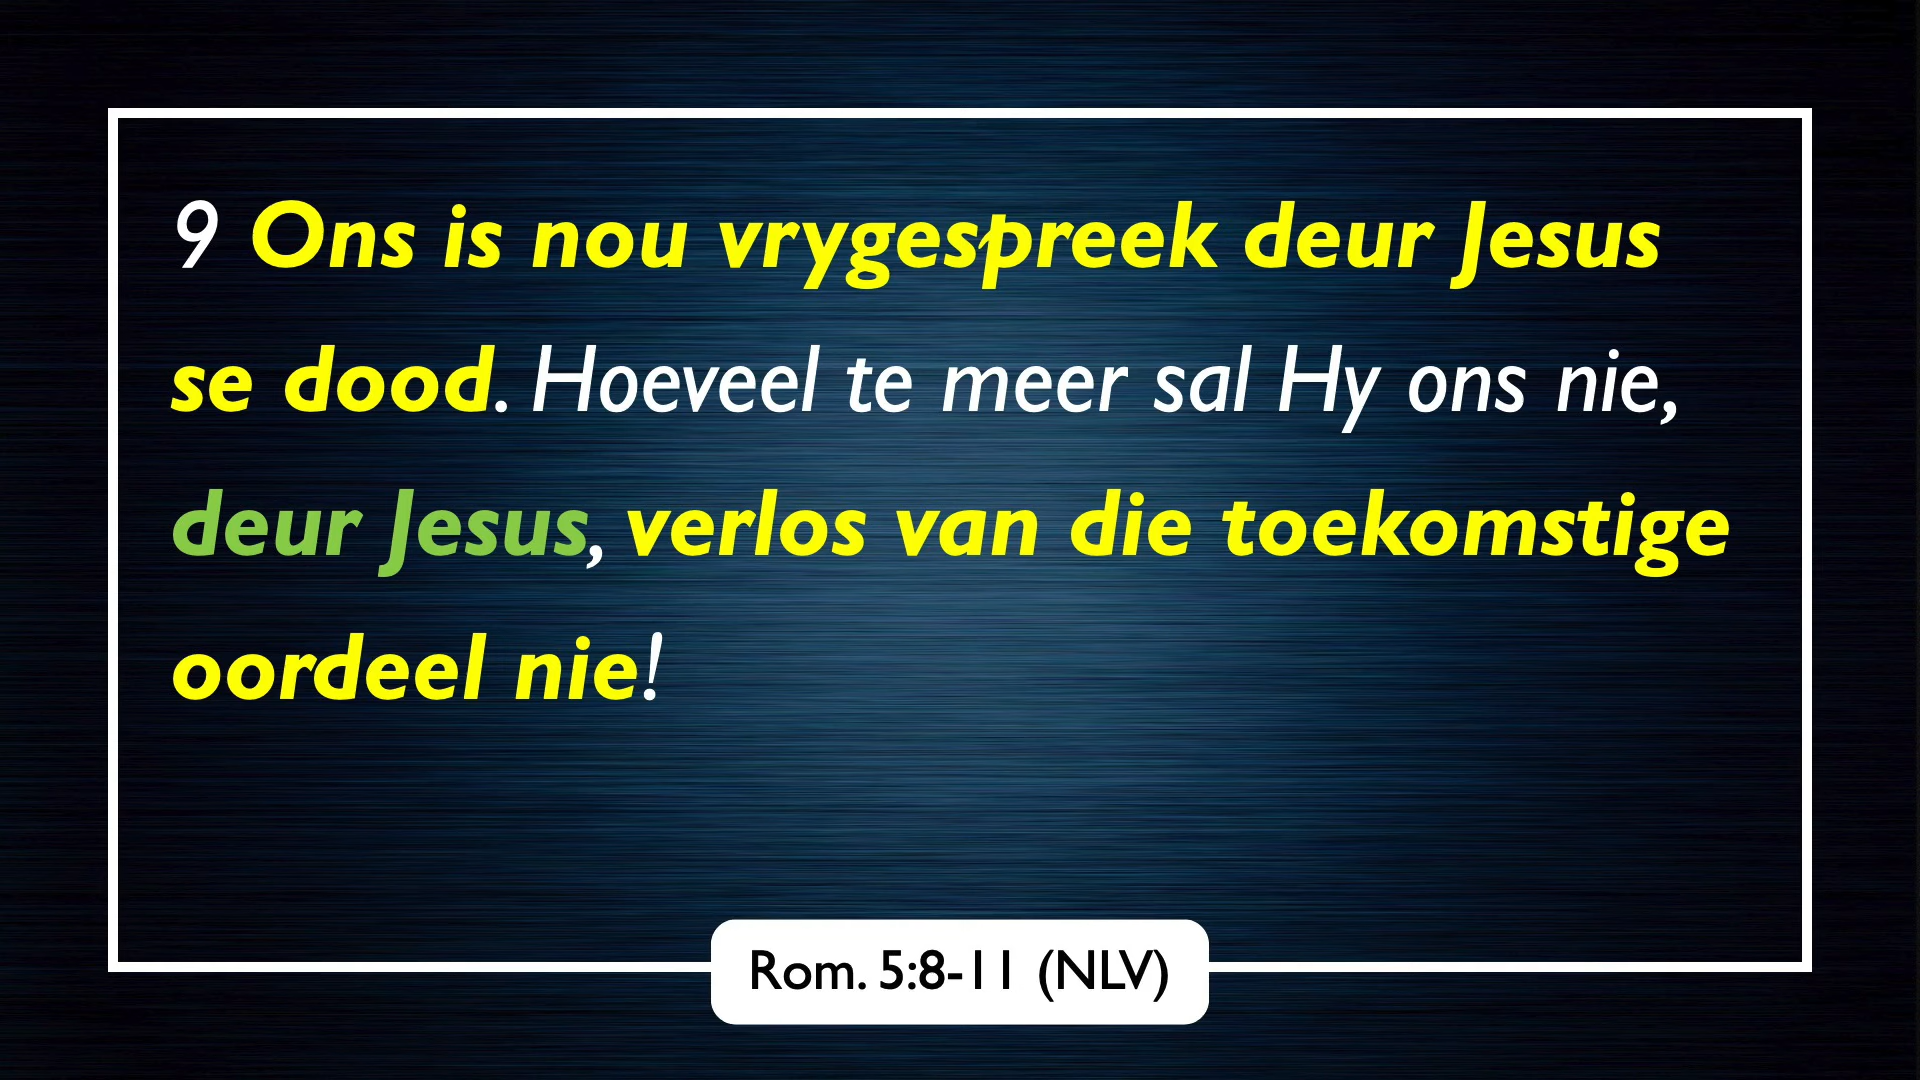 9 Ons is nou vrygespreek deur Jesus
se dood. Hoeveel te meer sal Hy ons nie,
deur Jesus, verlos van die toekomstige
oordeel nie!
Rom. 5:8-11 (NLV)